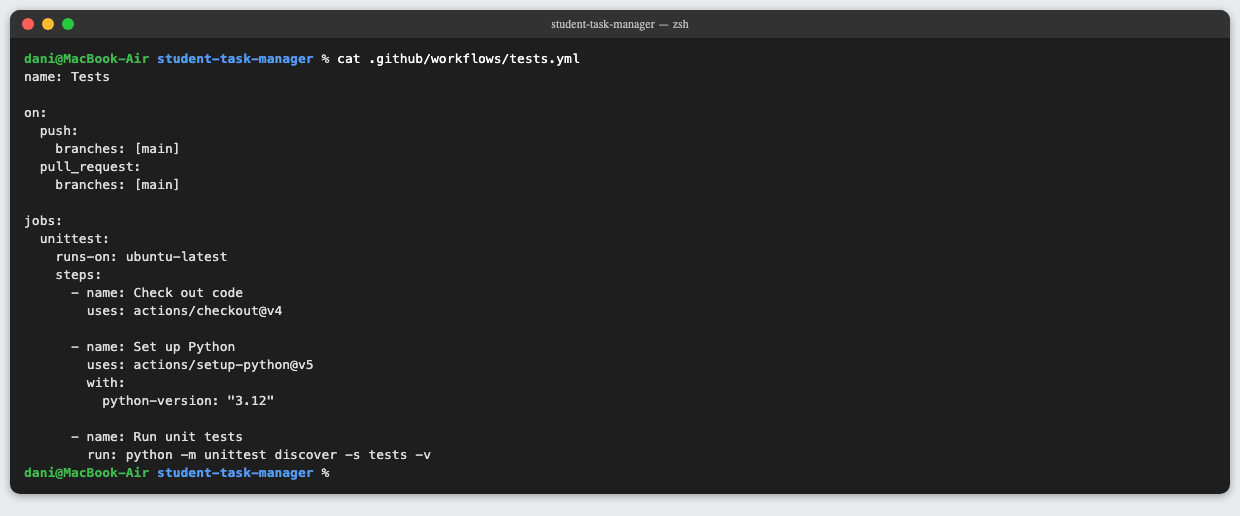 student-task-manager — zsh
dani@MacBook-Air student-task-manager % cat .github/workflows/tests.yml
name: Tests

on:
  push:
    branches: [main]
  pull_request:
    branches: [main]

jobs:
  unittest:
    runs-on: ubuntu-latest
    steps:
      - name: Check out code
        uses: actions/checkout@v4

      - name: Set up Python
        uses: actions/setup-python@v5
        with:
          python-version: "3.12"

      - name: Run unit tests
        run: python -m unittest discover -s tests -v
dani@MacBook-Air student-task-manager %